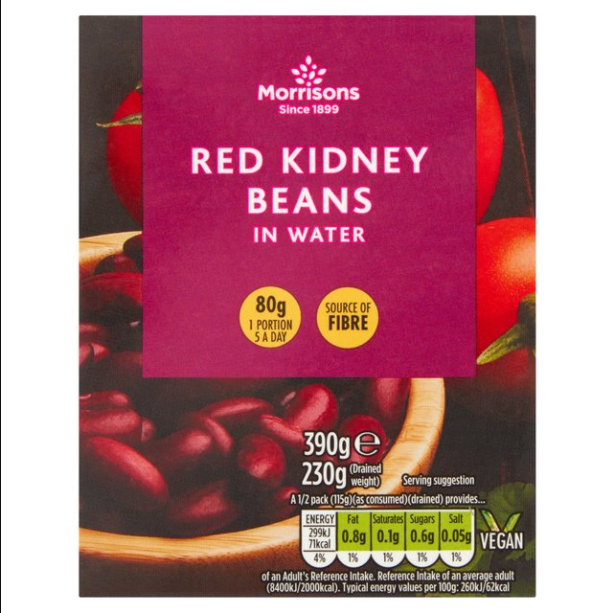 Morrisons
Since 1899
RED KIDNEY
BEANS
IN WATER
80g
1 PORTION
5 A DAY
SOURCE OF
FIBRE
390g e
230g (Drained weight)
Serving suggestion
A 1/2 pack (115g)(as consumed)(drained) provides...
ENERGY Fat Saturates Sugars Salt
299kJ
71kcal 0.8g 0.1g 0.6g 0.05g
4% 1% 1% 1% 1%
VEGAN
of an Adult's Reference Intake. Reference Intake of an average adult
(8400kJ/2000kcal). Typical energy values per 100g: 260kJ/62kcal